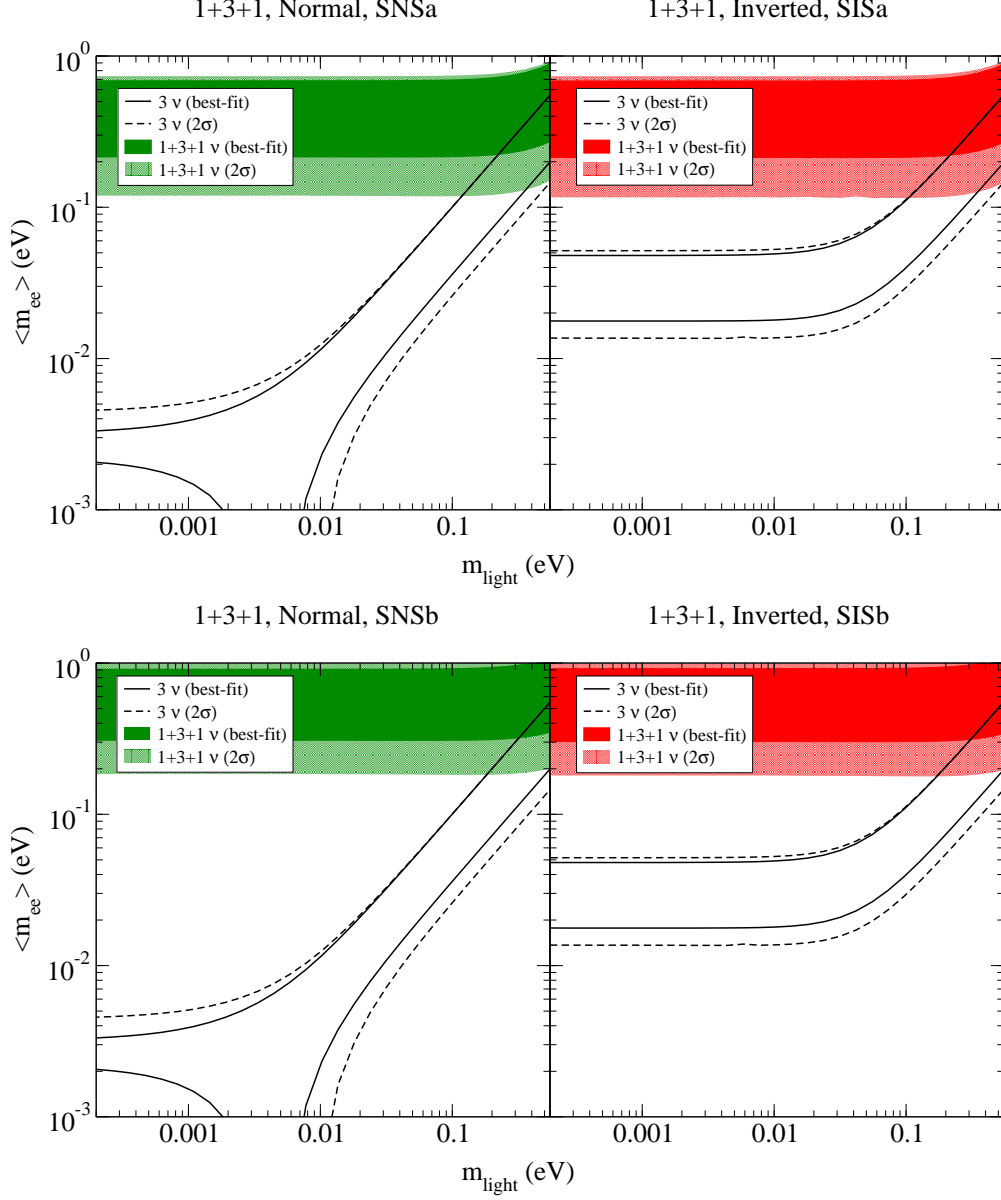 1+3+1, Normal, SNSa
1+3+1, Inverted, SISa
10^0
10^-1
10^-2
10^-3
<m_ee> (eV)
3 ν (best-fit)
3 ν (2σ)
1+3+1 ν (best-fit)
1+3+1 ν (2σ)
3 ν (best-fit)
3 ν (2σ)
1+3+1 ν (best-fit)
1+3+1 ν (2σ)
0.001 0.01 0.1
0.001 0.01 0.1
m_light (eV)
1+3+1, Normal, SNSb
1+3+1, Inverted, SISb
10^0
10^-1
10^-2
10^-3
<m_ee> (eV)
3 ν (best-fit)
3 ν (2σ)
1+3+1 ν (best-fit)
1+3+1 ν (2σ)
3 ν (best-fit)
3 ν (2σ)
1+3+1 ν (best-fit)
1+3+1 ν (2σ)
0.001 0.01 0.1
0.001 0.01 0.1
m_light (eV)